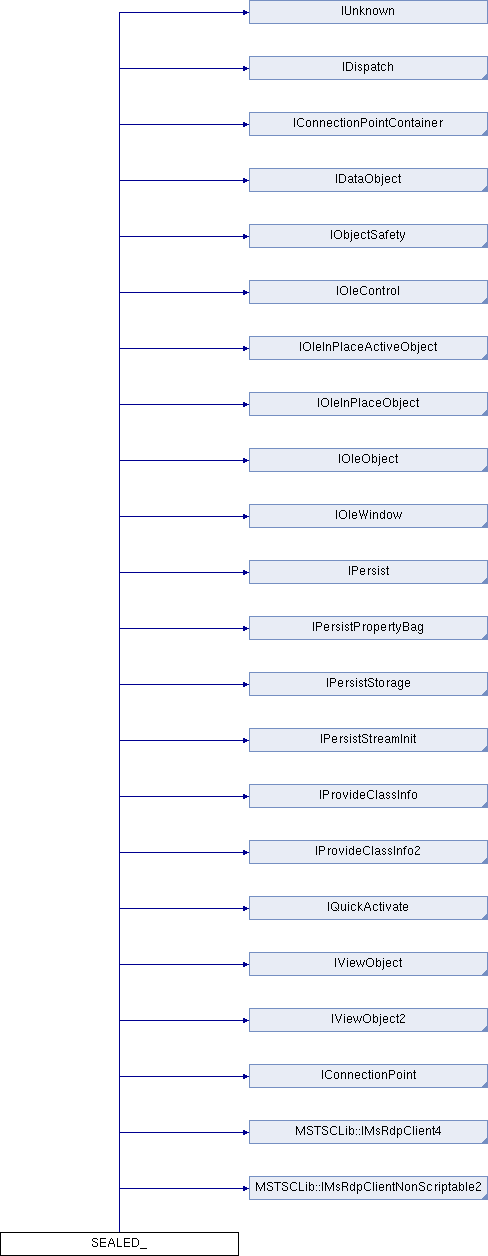 IUnknown
IDispatch
IConnectionPointContainer
IDataObject
IObjectSafety
IOleControl
IOleInPlaceActiveObject
IOleInPlaceObject
IOleObject
IOleWindow
IPersist
IPersistPropertyBag
IPersistStorage
IPersistStreamInit
IProvideClassInfo
IProvideClassInfo2
IQuickActivate
IViewObject
IViewObject2
IConnectionPoint
MSTSCLib::IMsRdpClient4
MSTSCLib::IMsRdpClientNonScriptable2
SEALED_